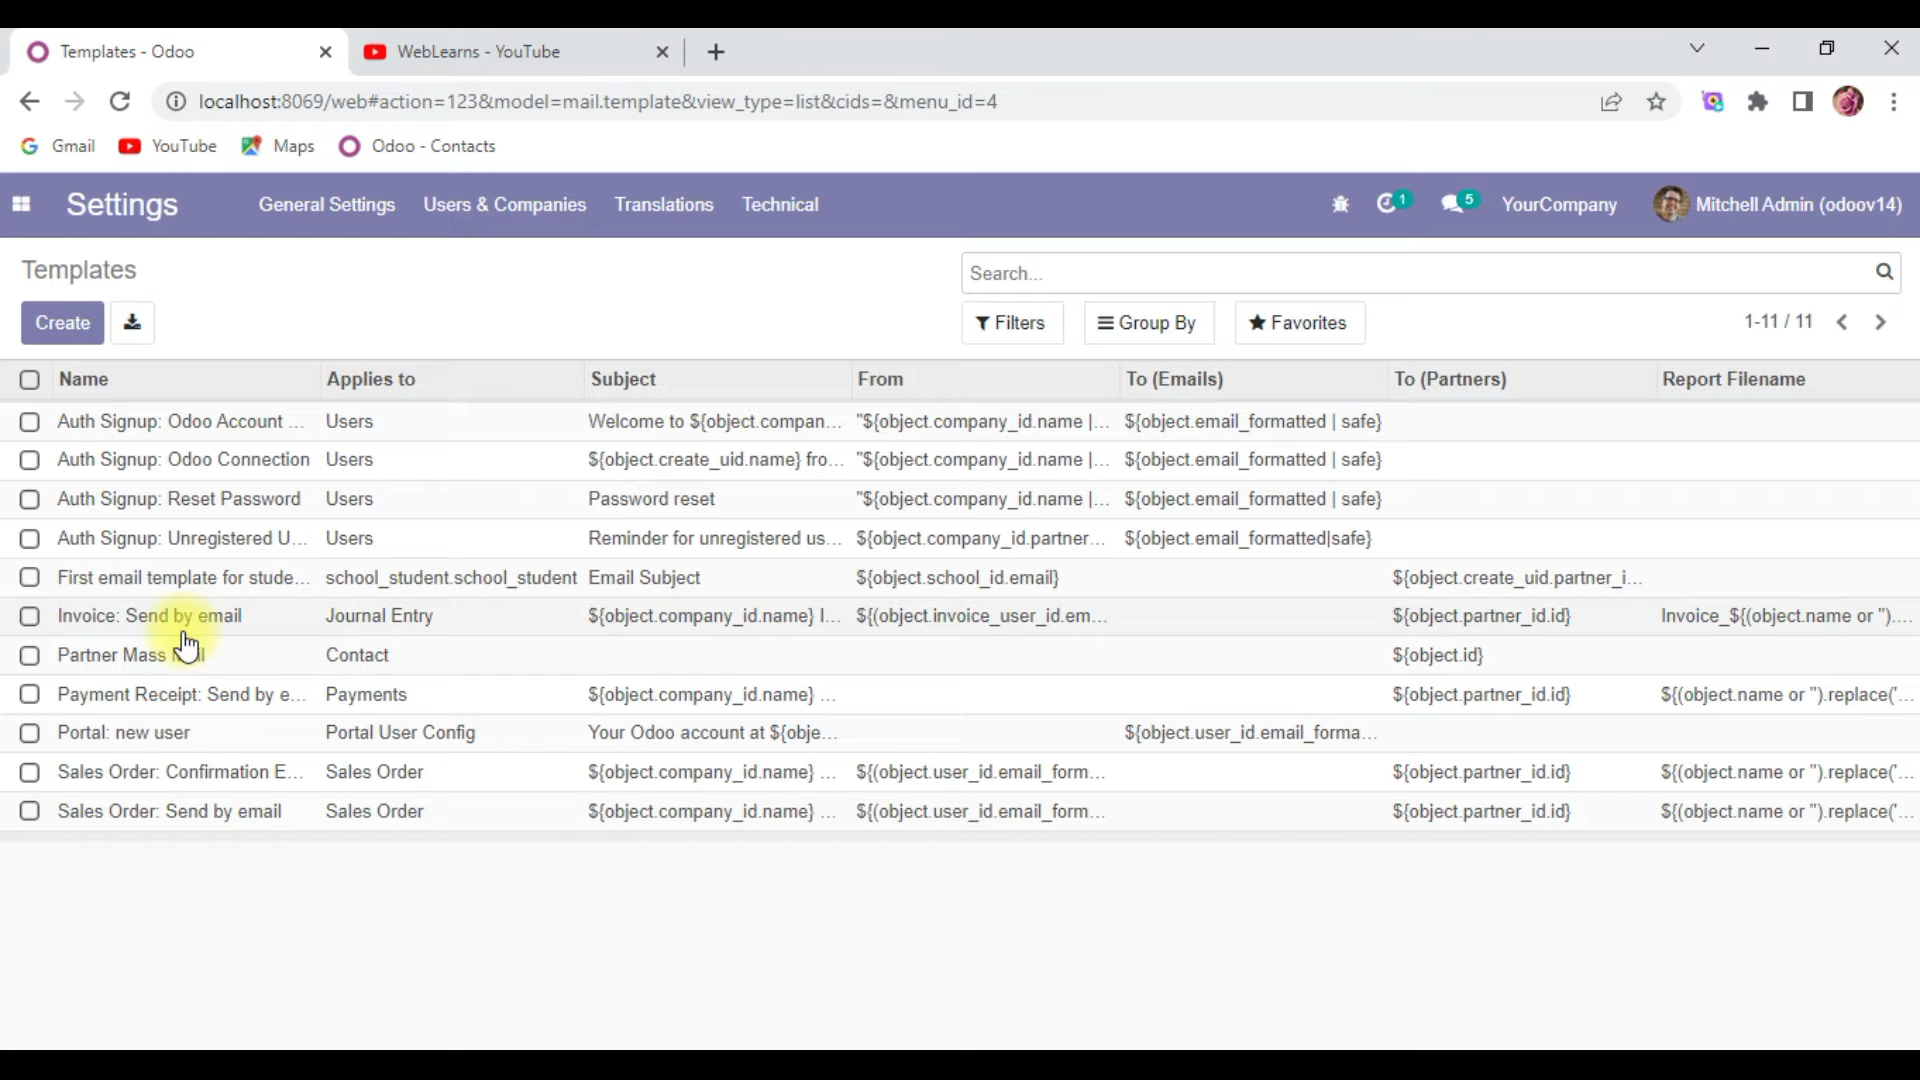 Templates - Odoo
WebLearns - YouTube
localhost:8069/web#action=123&model=mail.template&view_type=list&cids=&menu_id=4
Gmail YouTube Maps Odoo - Contacts
Settings General Settings Users & Companies Translations Technical 1 5 YourCompany Mitchell Admin (odoov14)
Templates
Search...
Create Filters Group By Favorites 1-11 / 11
Name Applies to Subject From To (Emails) To (Partners) Report Filename
Auth Signup: Odoo Account ... Users Welcome to ${object.compan... "${object.company_id.name |... ${object.email_formatted | safe}
Auth Signup: Odoo Connection Users ${object.create_uid.name} fro... "${object.company_id.name |... ${object.email_formatted | safe}
Auth Signup: Reset Password Users Password reset "${object.company_id.name |... ${object.email_formatted | safe}
Auth Signup: Unregistered U... Users Reminder for unregistered us... ${object.company_id.partner... ${object.email_formatted|safe}
First email template for stude... school_student.school_student Email Subject ${object.school_id.email} ${object.create_uid.partner_i...
Invoice: Send by email Journal Entry ${object.company_id.name} I... ${(object.invoice_user_id.em... ${object.partner_id.id} Invoice_${(object.name or '')....
Partner Mass Contact ${object.id}
Payment Receipt: Send by e... Payments ${object.company_id.name} ... ${object.partner_id.id} ${(object.name or '').replace('...
Portal: new user Portal User Config Your Odoo account at ${obje... ${object.user_id.email_forma...
Sales Order: Confirmation E... Sales Order ${object.company_id.name} ... ${(object.user_id.email_form... ${object.partner_id.id} ${(object.name or '').replace('...
Sales Order: Send by email Sales Order ${object.company_id.name} ... ${(object.user_id.email_form... ${object.partner_id.id} ${(object.name or '').replace('...